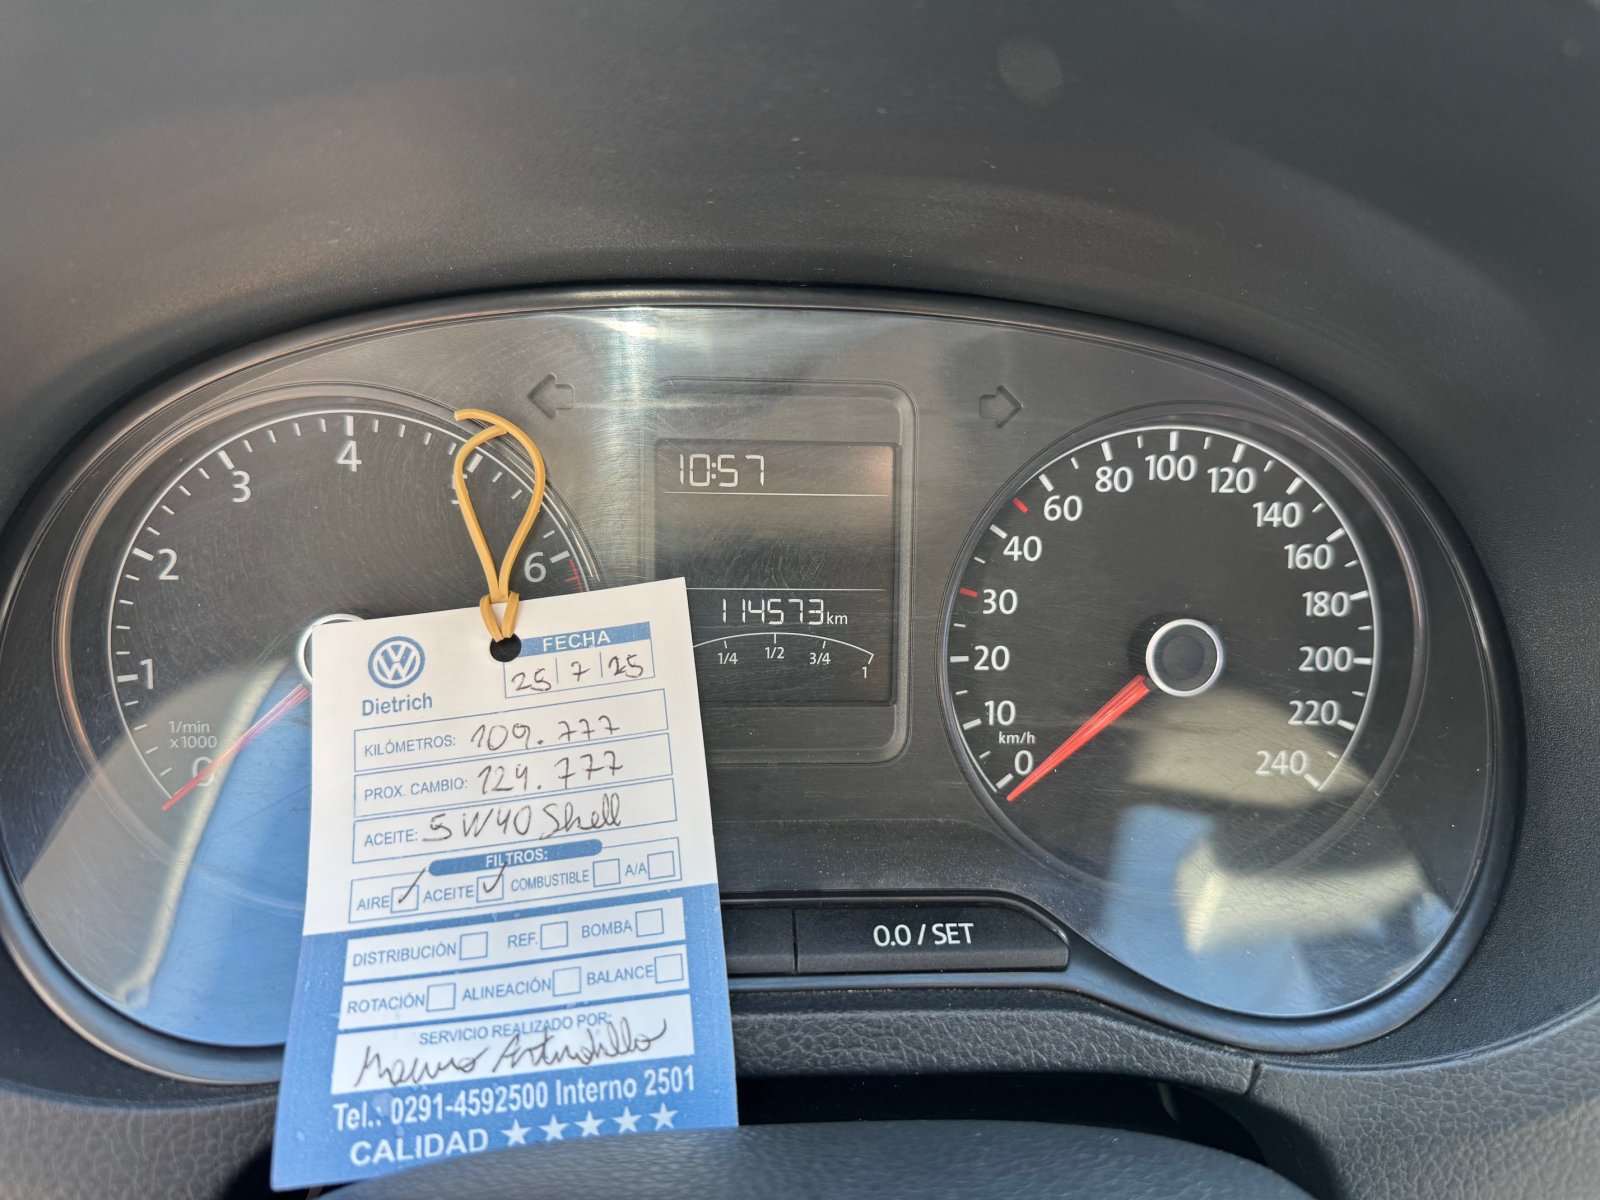 10:57
114573 km
1/4 1/2 3/4 1
1/min
x1000
0 1 2 3 4 5 6
0 10 20 30 40 60 80 100 120 140 160 180 200 220 240
km/h
0.0 / SET
Dietrich
FECHA
25 | 7 | 25
KILÓMETROS: 109.777
PROX. CAMBIO: 124.777
ACEITE: 5W40 Shell
FILTROS:
AIRE ✓ ACEITE ✓ COMBUSTIBLE A/A
DISTRIBUCIÓN REF. BOMBA
ROTACIÓN ALINEACIÓN BALANCE
SERVICIO REALIZADO POR:
Tel.: 0291-4592500 Interno 2501
CALIDAD ★★★★★